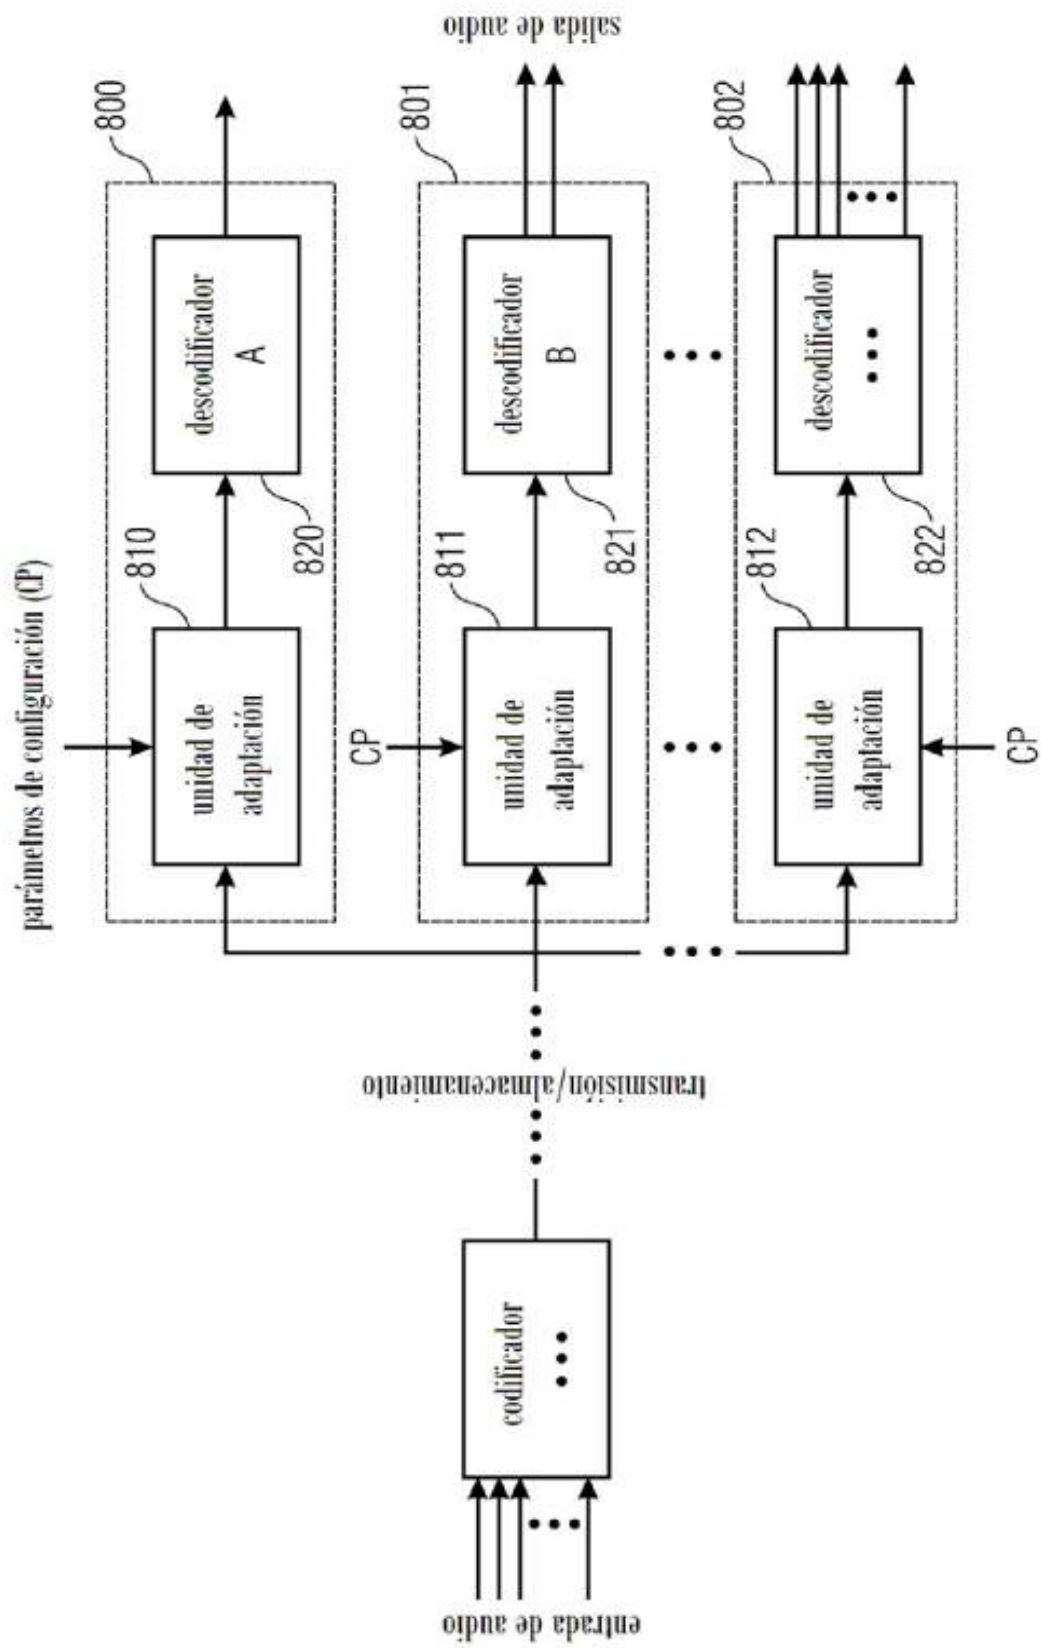 parámetros de configuración (CP)
800
810
unidad de
adaptación
descodificador
A
820
801
CP
811
unidad de
adaptación
descodificador
B
821
802
812
unidad de
adaptación
descodificador
822
CP
entrada de audio
codificador
transmisión/almacenamiento
salida de audio